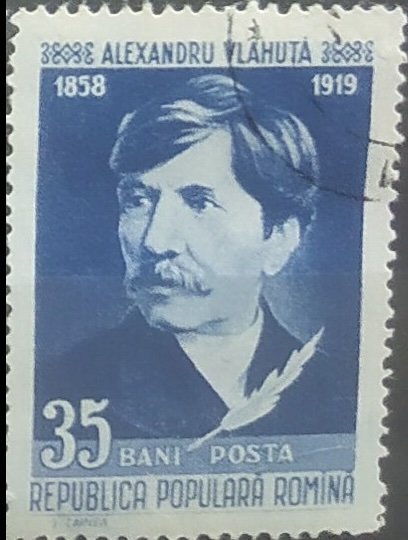 ALEXANDRU VLAHUȚĂ
1858 1919
35 BANI POSTA
REPUBLICA POPULARĂ ROMÎNĂ